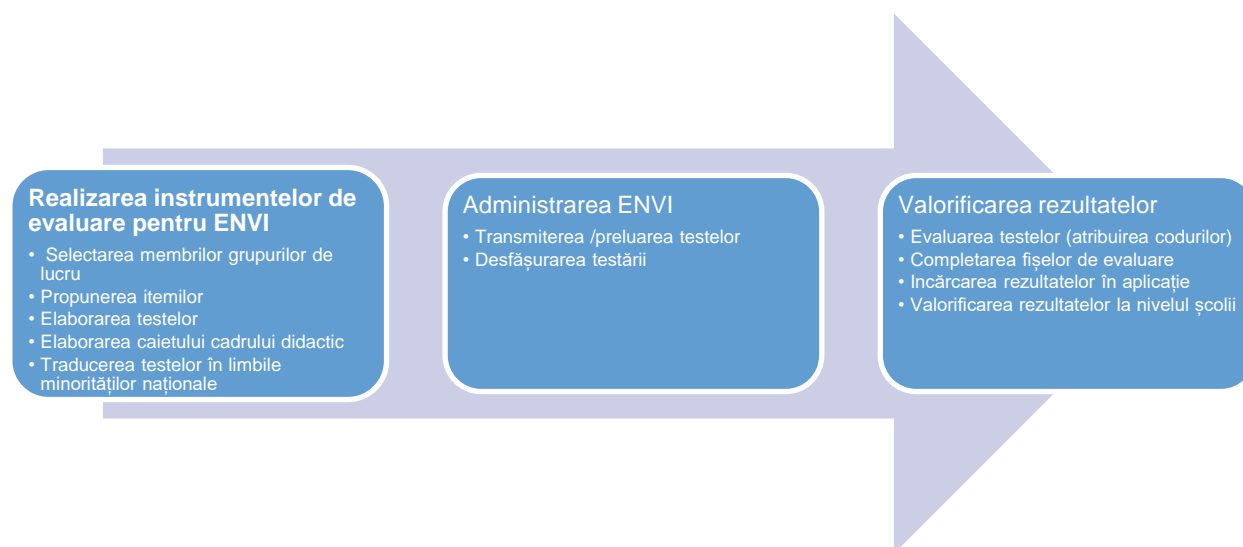 Realizarea instrumentelor de
evaluare pentru ENVI
• Selectarea membrilor grupurilor de
lucru
• Propunerea itemilor
• Elaborarea testelor
• Elaborarea caietului cadrului didactic
• Traducerea testelor în limbile
minorităților naționale
Administrarea ENVI
• Transmiterea /preluarea testelor
• Desfășurarea testării
Valorificarea rezultatelor
• Evaluarea testelor (atribuirea codurilor)
• Completarea fișelor de evaluare
• Incărcarea rezultatelor în aplicație
• Valorificarea rezultatelor la nivelul școlii